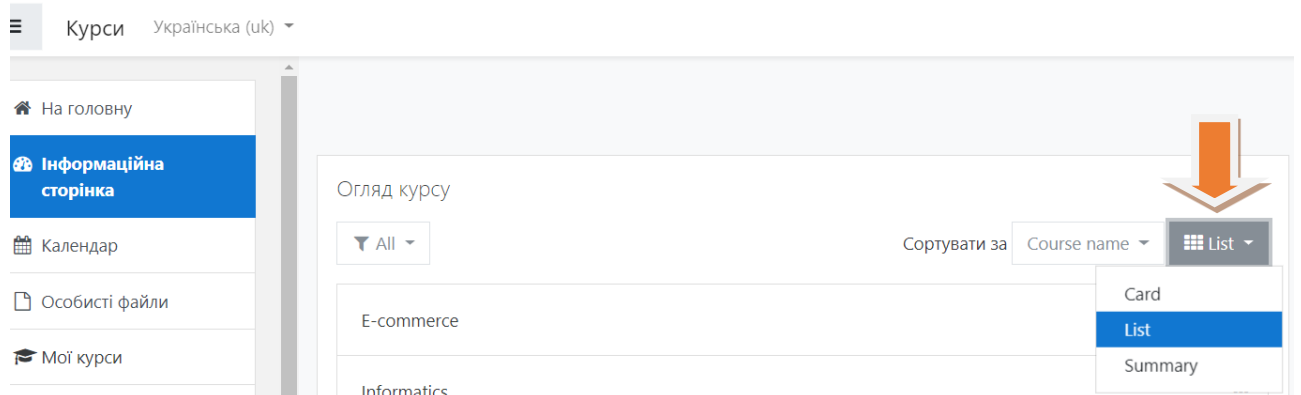 Курси Українська (uk)
На головну
Інформаційна
сторінка
Календар
Особисті файли
Мої курси
Огляд курсу
All Сортувати за Course name List
Card
List
Summary
E-commerce
Informatics